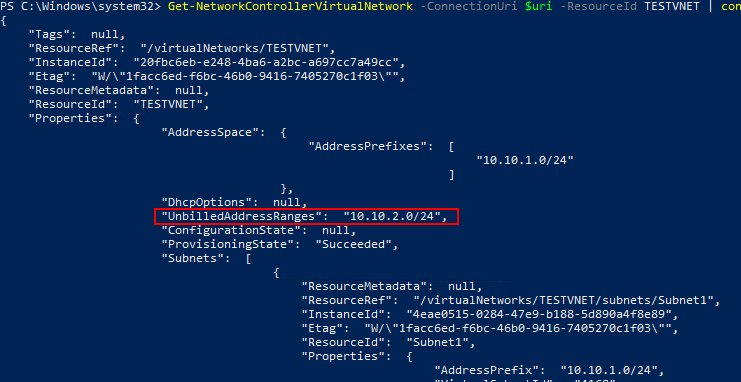 PS C:\Windows\system32> Get-NetworkControllerVirtualNetwork -ConnectionUri $uri -ResourceId TESTVNET | con
{
"Tags": null,
"ResourceRef": "/virtualNetworks/TESTVNET",
"InstanceId": "20fbc6eb-e248-4ba6-a2bc-a697cc7a49cc",
"Etag": "W/\"1facc6ed-f6bc-46b0-9416-7405270c1f03\"",
"ResourceMetadata": null,
"ResourceId": "TESTVNET",
"Properties": {
"AddressSpace": {
"AddressPrefixes": [
"10.10.1.0/24"
]
},
"DhcpOptions": null,
"UnbilledAddressRanges": "10.10.2.0/24",
"ConfigurationState": null,
"ProvisioningState": "Succeeded",
"Subnets": [
{
"ResourceMetadata": null,
"ResourceRef": "/virtualNetworks/TESTVNET/subnets/Subnet1",
"InstanceId": "4eae0515-0284-47e9-b188-5d890a4f8e89",
"Etag": "W/\"1facc6ed-f6bc-46b0-9416-7405270c1f03\"",
"ResourceId": "Subnet1",
"Properties": {
"AddressPrefix": "10.10.1.0/24",